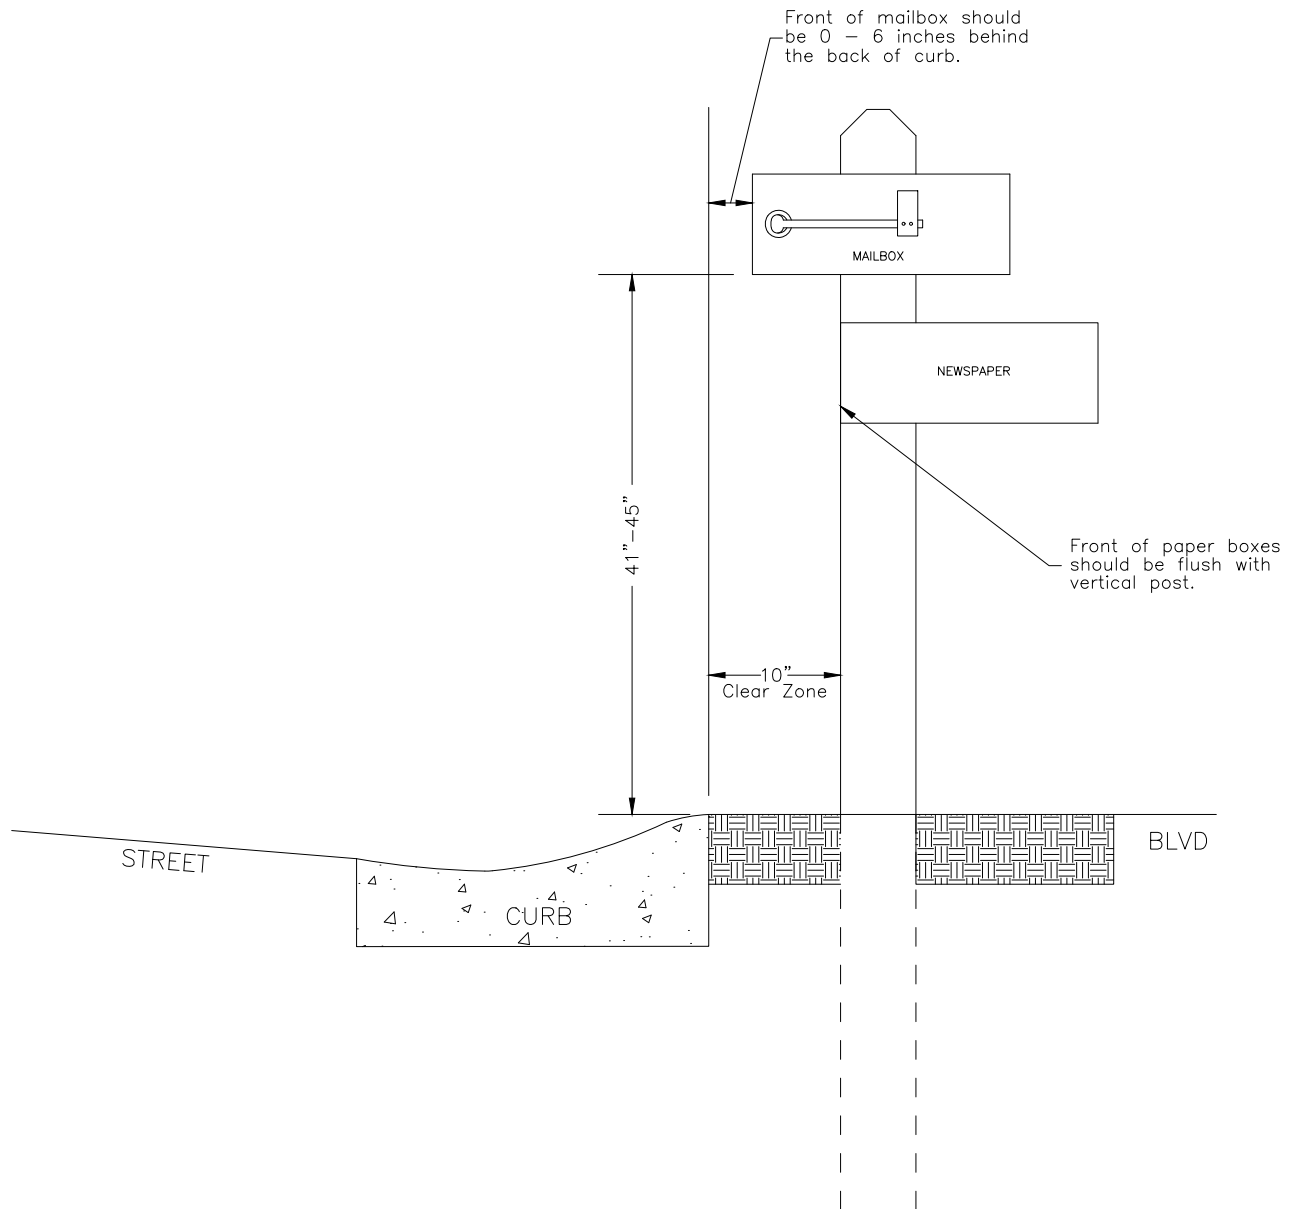 Front of mailbox should
be 0 - 6 inches behind
the back of curb.
MAILBOX
NEWSPAPER
41"-45"
Front of paper boxes
should be flush with
vertical post.
10"
Clear Zone
STREET
CURB
BLVD